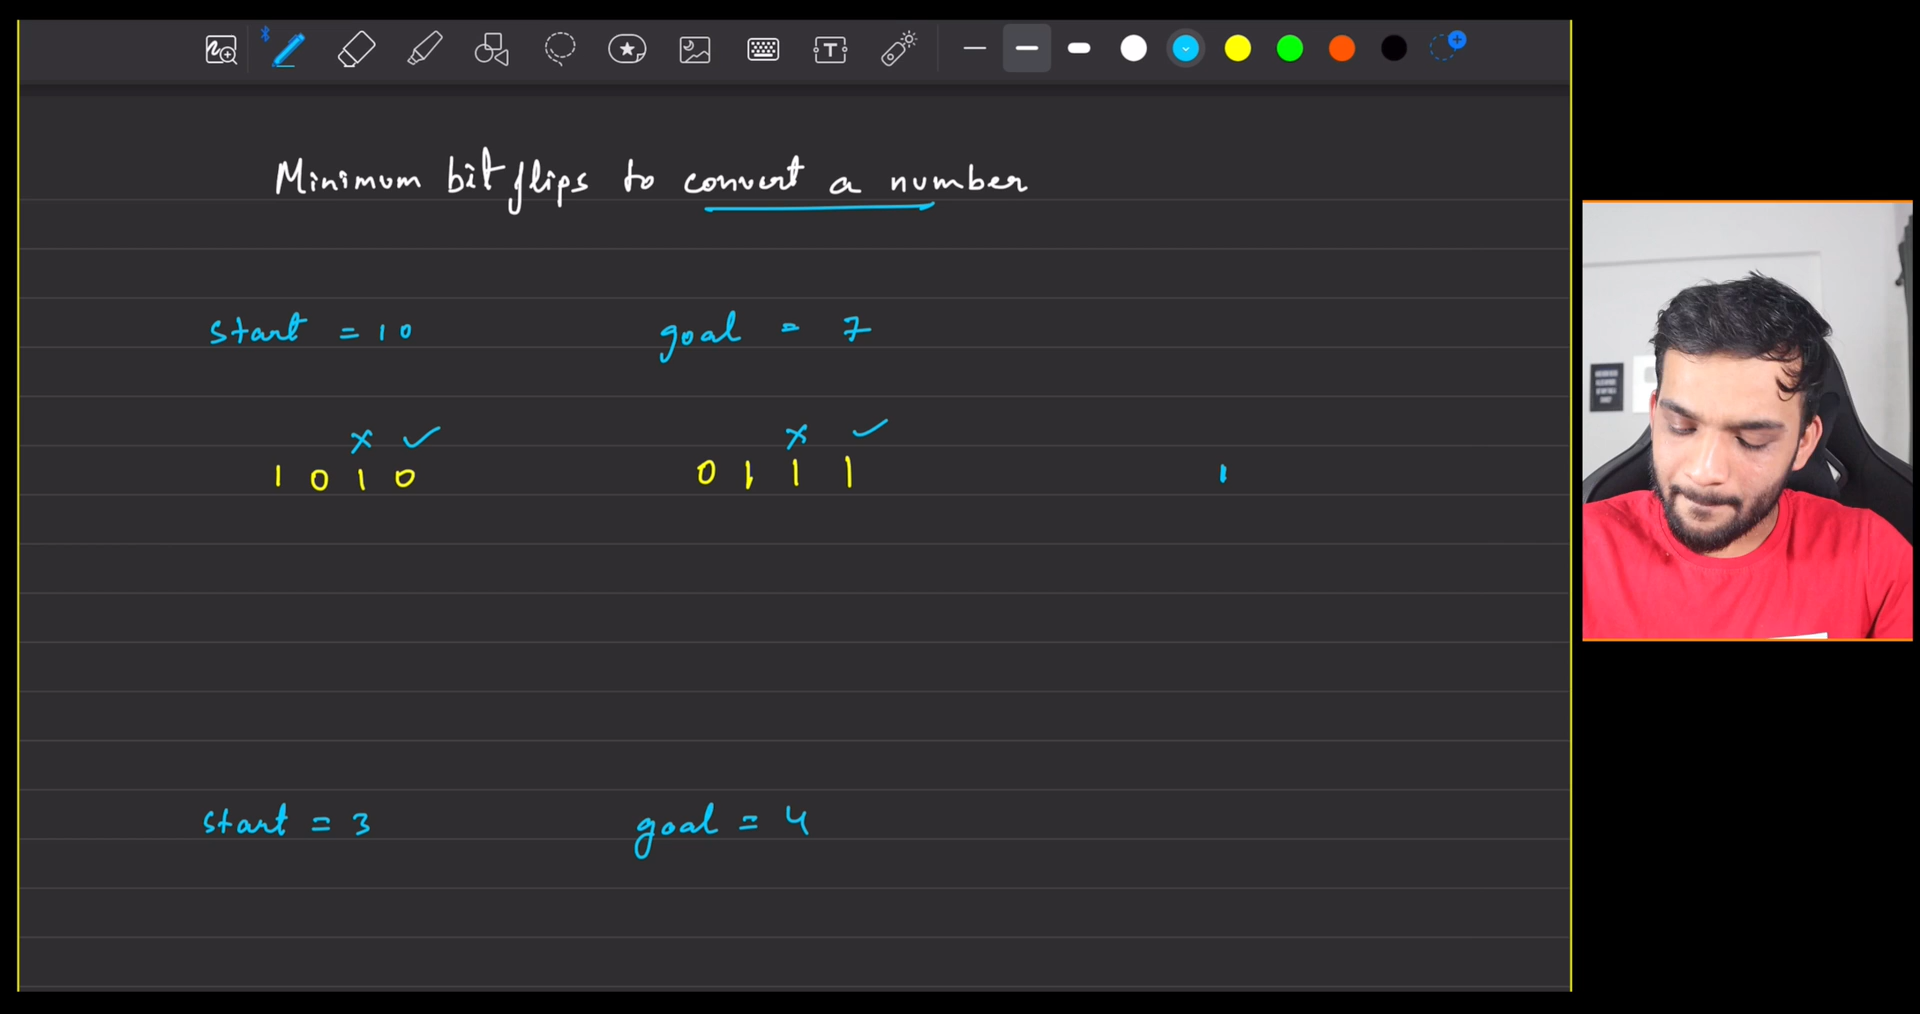 Minimum bit flips to convert a number
start = 10 goal = 7
x ✓ x ✓
1 0 1 0 0 1 1 1 1
start = 3 goal = 4